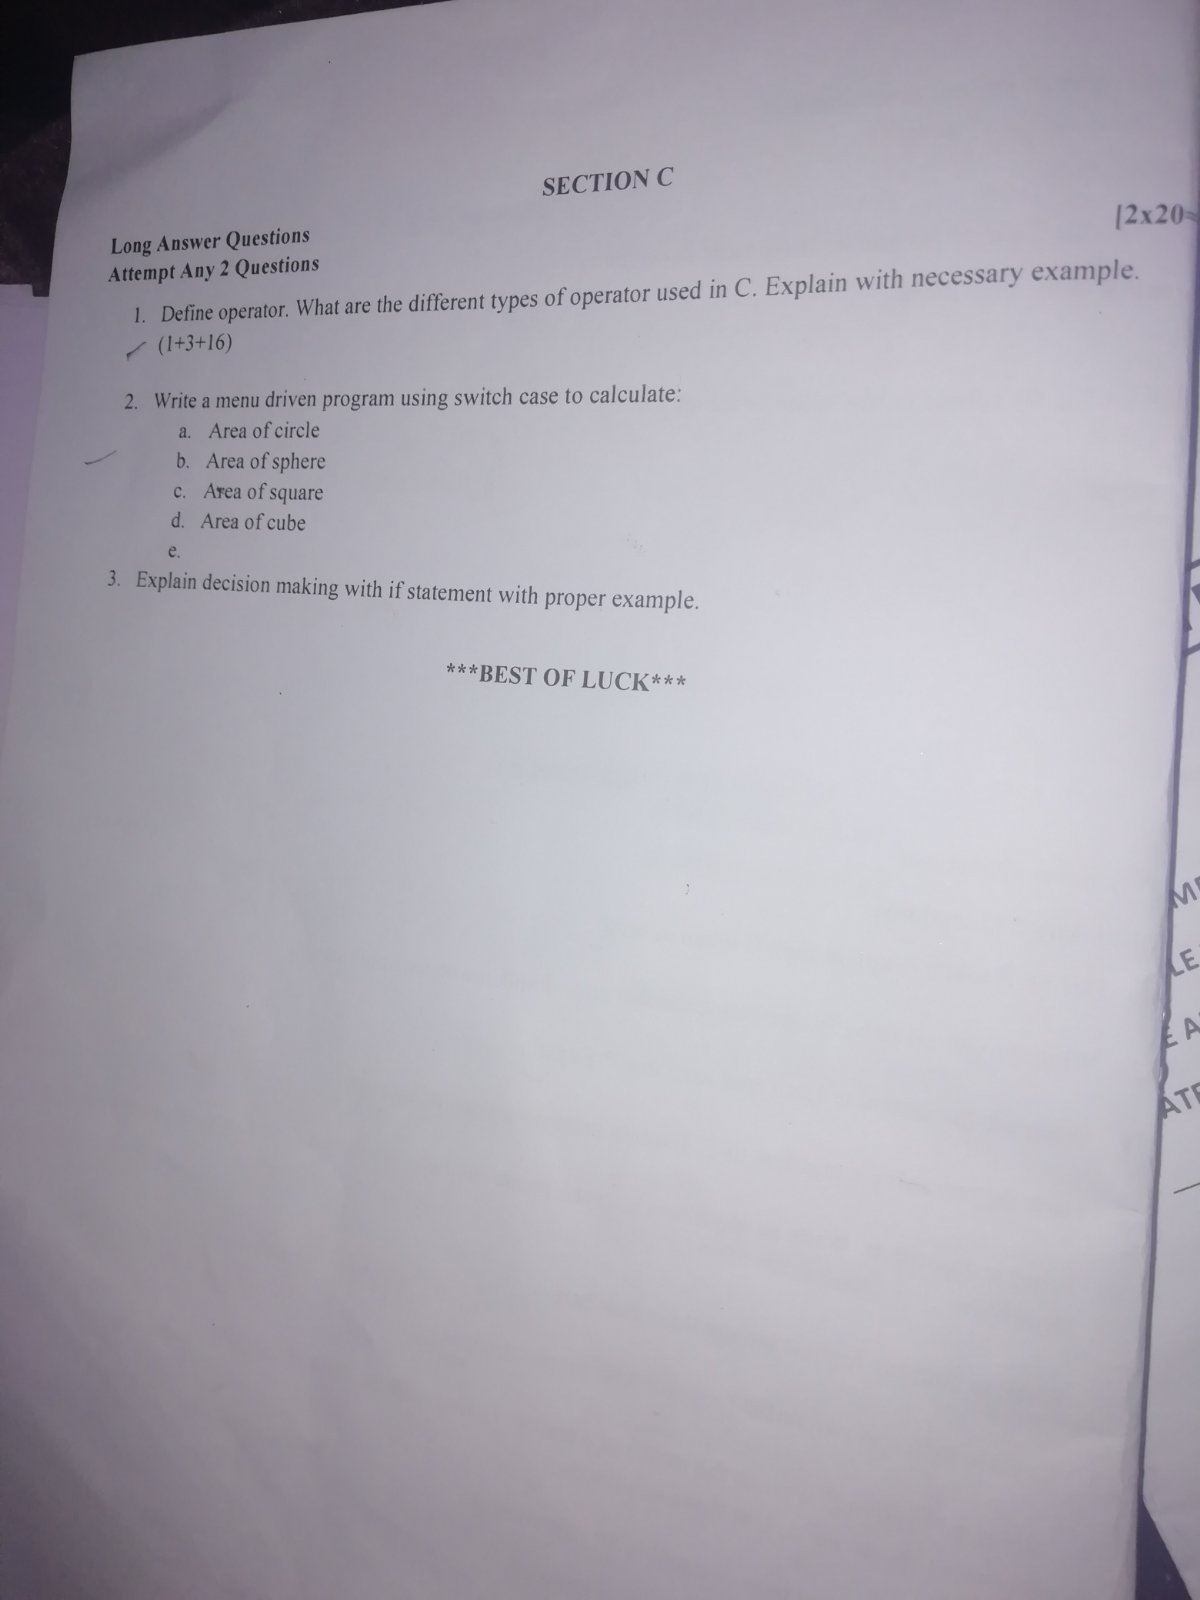 SECTION C
[2x20=
Long Answer Questions
Attempt Any 2 Questions
1. Define operator. What are the different types of operator used in C. Explain with necessary example.
(1+3+16)
2. Write a menu driven program using switch case to calculate:
a. Area of circle
b. Area of sphere
c. Area of square
d. Area of cube
e.
3. Explain decision making with if statement with proper example.
***BEST OF LUCK***
LE
E A